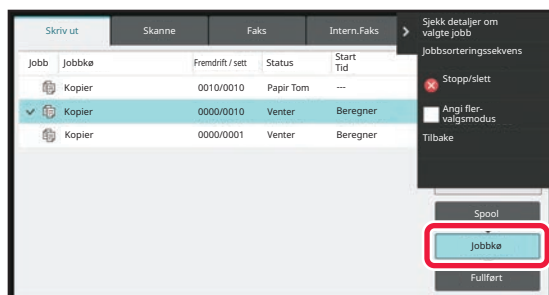 Skriv ut
Skanne
Faks
Intern.Faks
Sjekk detaljer om
valgte jobb
Jobbsorteringssekvens
Stopp/slett
Angi fler-
valgsmodus
Tilbake
Jobb Jobbkø Fremdrift / sett Status Start
Tid
Kopier 0010/0010 Papir Tom ---
Kopier 0000/0010 Venter Beregner
Kopier 0000/0001 Venter Beregner
Spool
Jobbkø
Fullført